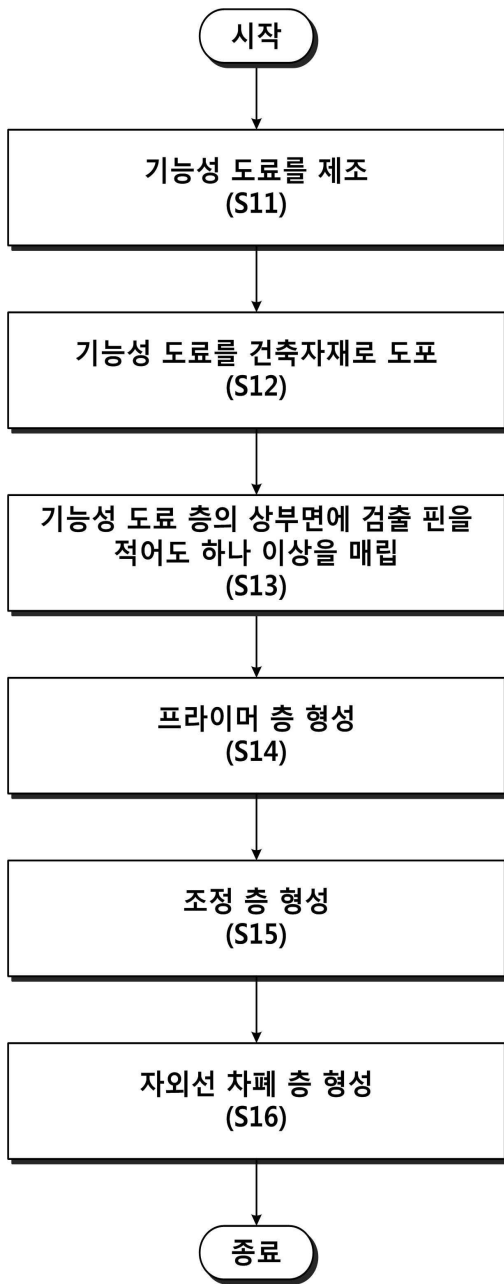 시작
기능성 도료를 제조
(S11)
기능성 도료를 건축자재로 도포
(S12)
기능성 도료 층의 상부면에 검출 핀을
적어도 하나 이상을 매립
(S13)
프라이머 층 형성
(S14)
조정 층 형성
(S15)
자외선 차폐 층 형성
(S16)
종료